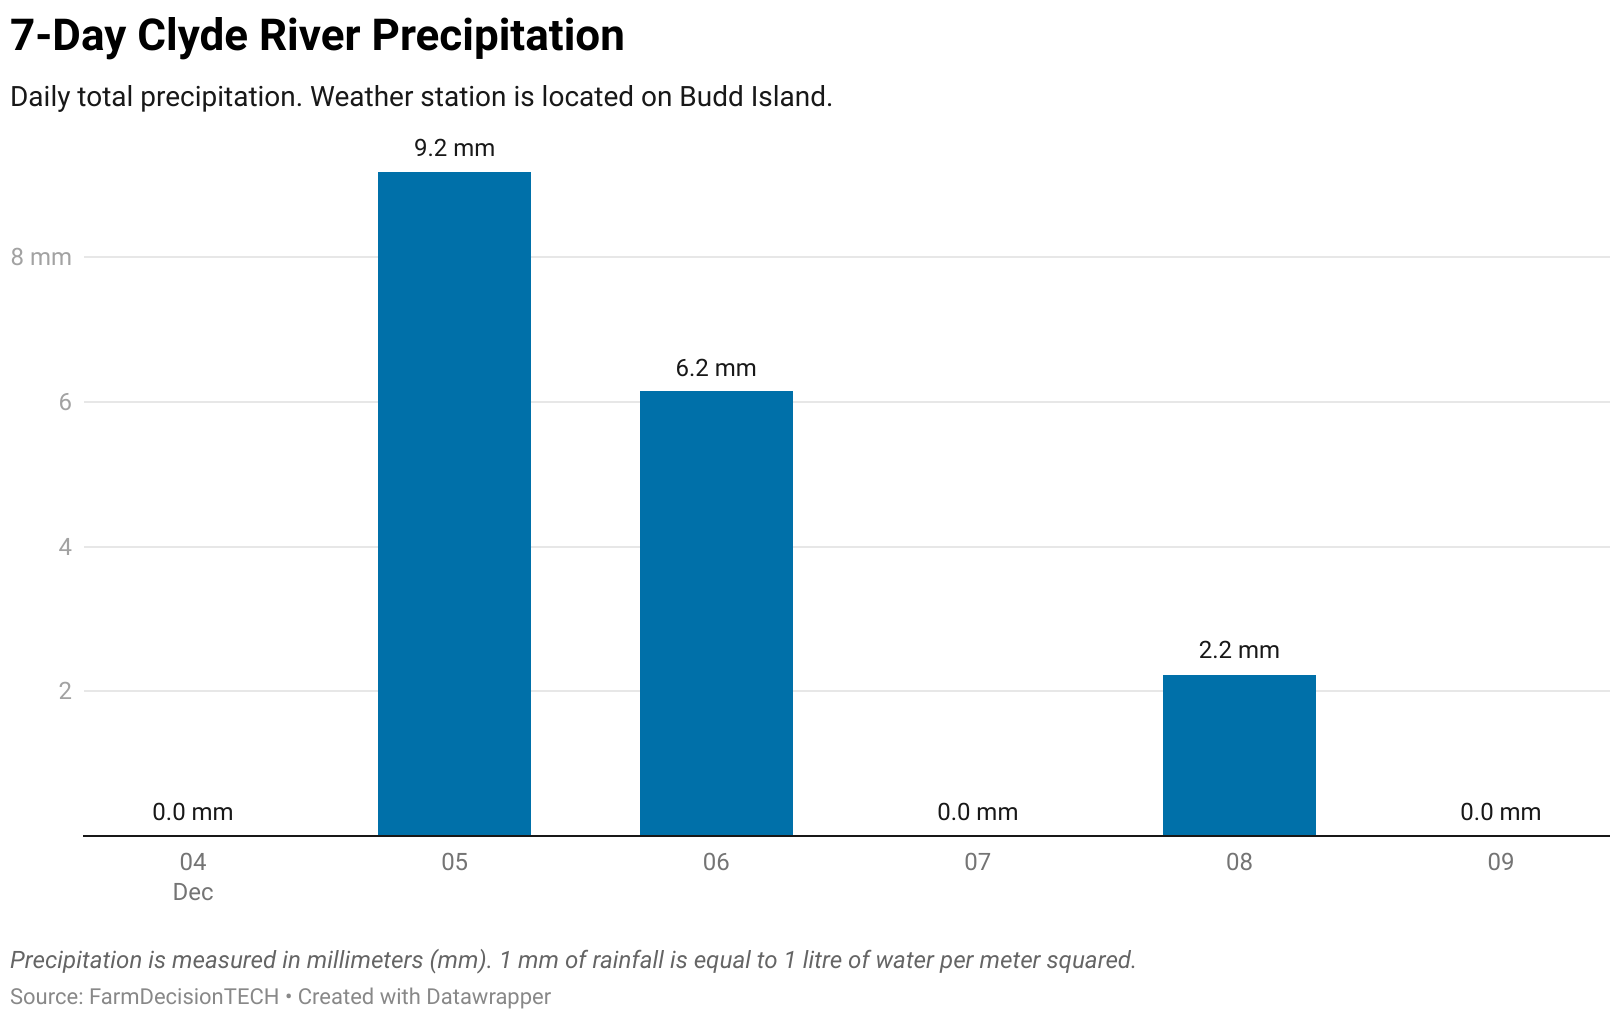 7-Day Clyde River Precipitation
Daily total precipitation. Weather station is located on Budd Island.
9.2 mm
8 mm
6.2 mm
6
4
2.2 mm
2
0.0 mm
0.0 mm
0.0 mm
04
05
06
07
08
09
Dec
Precipitation is measured in millimeters (mm). 1 mm of rainfall is equal to 1 litre of water per meter squared.
Source: FarmDecisionTECH • Created with Datawrapper